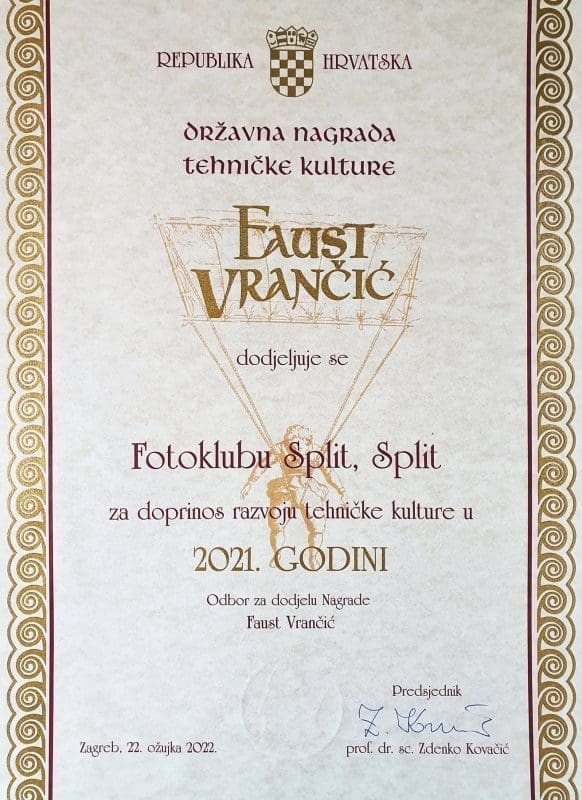 REPUBLIKA HRVATSKA
DRŽAVNA NAGRADA
TEHNIČKE KULTURE
FAUST
VRANČIĆ
dodjeljuje se
Fotoklubu Split, Split
za doprinos razvoju tehničke kulture u
2021. GODINI
Odbor za dodjelu Nagrade
Faust Vrančić
Predsjednik
Zagreb, 22. ožujka 2022.
prof. dr. sc. Zdenko Kovačić